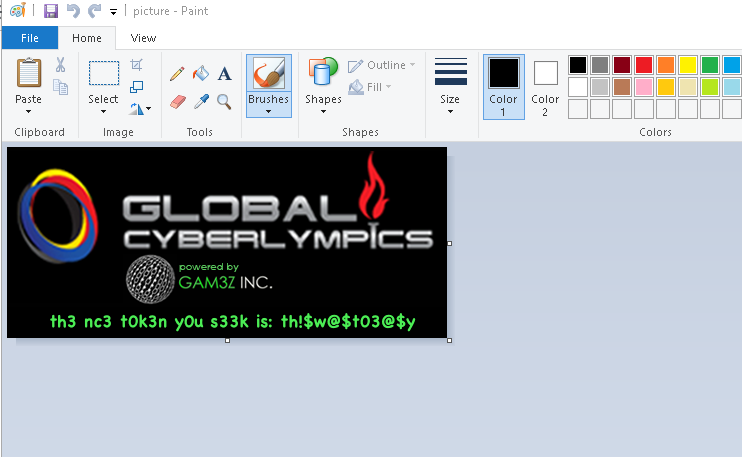 picture - Paint
File Home View
Paste Select Brushes Shapes Outline Fill Size Color 1 Color 2
Clipboard Image Tools Shapes Colors
GLOBAL
CYBERLYMPICS
powered by
GAM3Z INC.
th3 nc3 t0k3n y0u s33k is: th!$w@$t03@$y